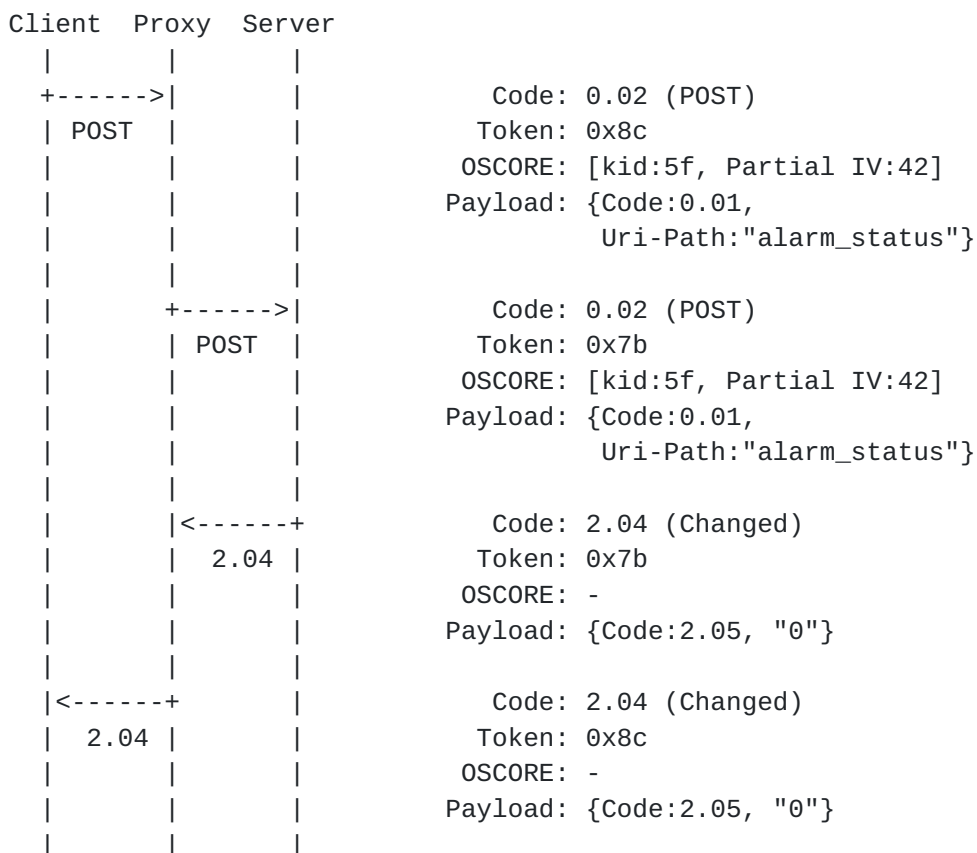 Client  Proxy  Server
   |       |       |
   +------>|       |            Code: 0.02 (POST)
   | POST  |       |           Token: 0x8c
   |       |       |          OSCORE: [kid:5f, Partial IV:42]
   |       |       |         Payload: {Code:0.01,
   |       |       |                   Uri-Path:"alarm_status"}
   |       |       |
   |       +------>|            Code: 0.02 (POST)
   |       | POST  |           Token: 0x7b
   |       |       |          OSCORE: [kid:5f, Partial IV:42]
   |       |       |         Payload: {Code:0.01,
   |       |       |                   Uri-Path:"alarm_status"}
   |       |       |
   |       |<------+            Code: 2.04 (Changed)
   |       |  2.04 |           Token: 0x7b
   |       |       |          OSCORE: -
   |       |       |         Payload: {Code:2.05, "0"}
   |       |       |
   |<------+       |            Code: 2.04 (Changed)
   |  2.04 |       |           Token: 0x8c
   |       |       |          OSCORE: -
   |       |       |         Payload: {Code:2.05, "0"}
   |       |       |